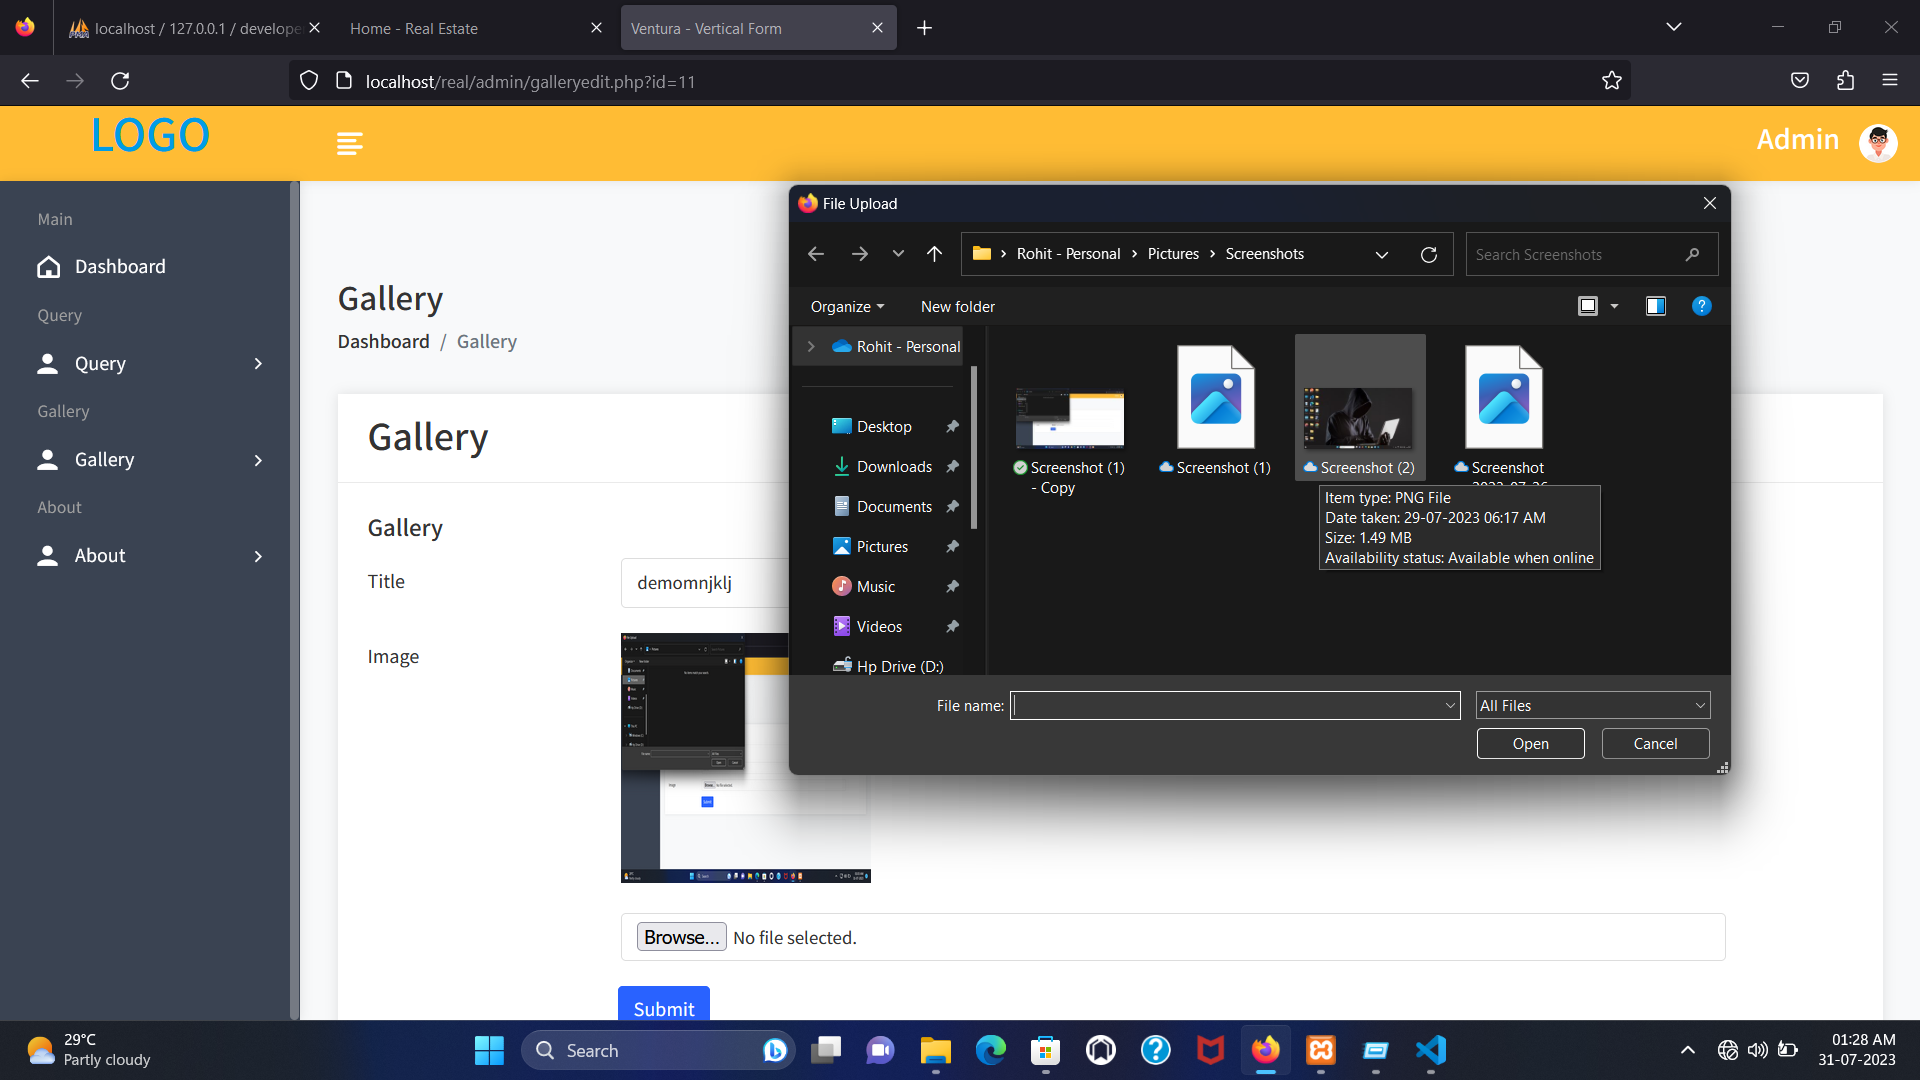 localhost / 127.0.0.1 / develope
Home - Real Estate
Ventura - Vertical Form
localhost/real/admin/galleryedit.php?id=11
LOGO
Admin
Main
Dashboard
Query
Query
Gallery
Gallery
About
About
Gallery
Dashboard / Gallery
Gallery
Gallery
Title
demomnjklj
Image
Browse... No file selected.
Submit
File Upload
Rohit - Personal > Pictures > Screenshots
Search Screenshots
Organize
New folder
Rohit - Personal
Desktop
Downloads
Documents
Pictures
Music
Videos
Hp Drive (D:)
Screenshot (1)
- Copy
Screenshot (1)
Screenshot (2)
Screenshot
Item type: PNG File
Date taken: 29-07-2023 06:17 AM
Size: 1.49 MB
Availability status: Available when online
File name:
All Files
Open
Cancel
29°C
Partly cloudy
Search
01:28 AM
31-07-2023